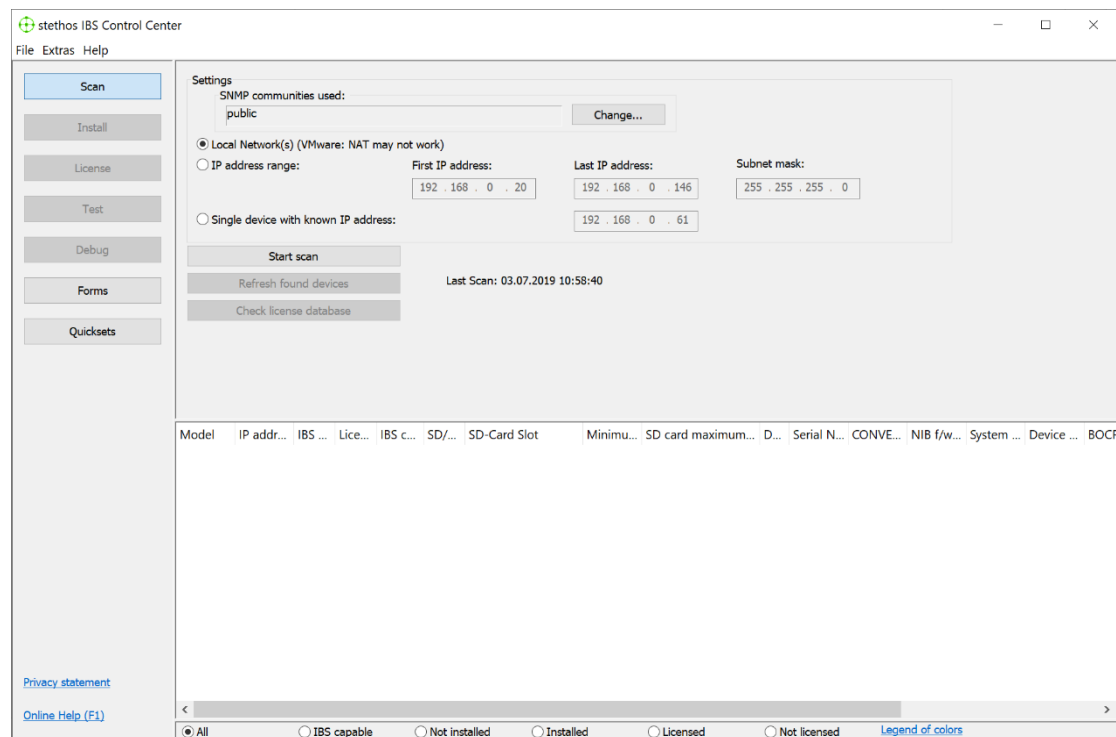 stethos IBS Control Center
File Extras Help
Scan
Install
License
Test
Debug
Forms
Quicksets
Privacy statement
Online Help (F1)
Settings
SNMP communities used:
public
Change...
Local Network(s) (VMware: NAT may not work)
IP address range:
First IP address:
Last IP address:
Subnet mask:
192 . 168 . 0 . 20
192 . 168 . 0 . 146
255 . 255 . 255 . 0
Single device with known IP address:
192 . 168 . 0 . 61
Start scan
Refresh found devices
Last Scan: 03.07.2019 10:58:40
Check license database
Model IP addr... IBS ... Lice... IBS c... SD/... SD-Card Slot Minimu... SD card maximum... D... Serial N... CONVE... NIB f/w... System ... Device ... BOCR
All IBS capable Not installed Installed Licensed Not licensed Legend of colors